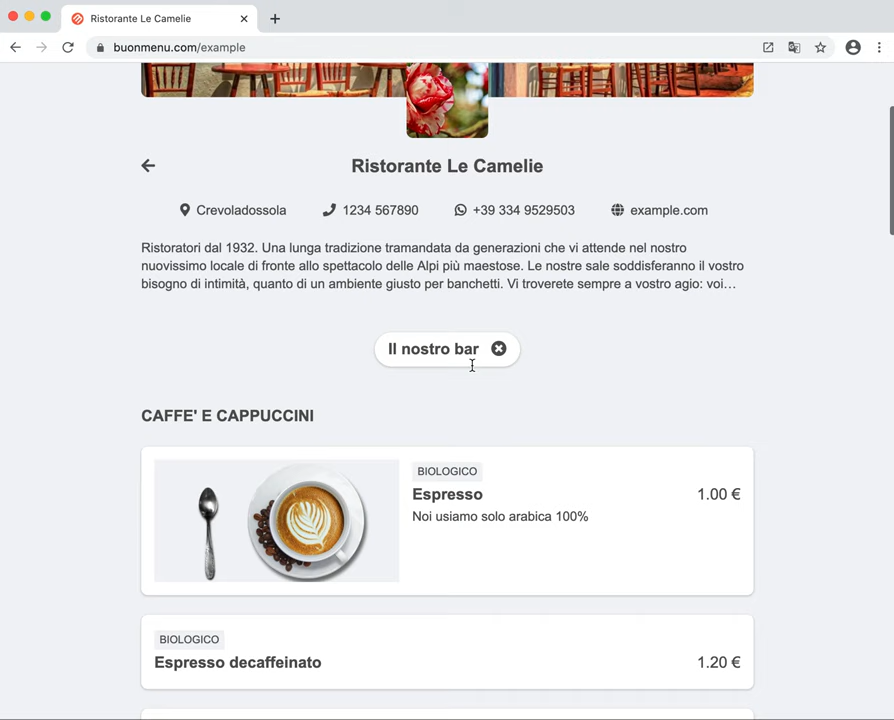 Ristorante Le Camelie
buonmenu.com/example
Ristorante Le Camelie
Crevoladossola 1234 567890 +39 334 9529503 example.com
Ristoratori dal 1932. Una lunga tradizione tramandata da generazioni che vi attende nel nostro
nuovissimo locale di fronte allo spettacolo delle Alpi più maestose. Le nostre sale soddisferanno il vostro
bisogno di intimità, quanto di un ambiente giusto per banchetti. Vi troverete sempre a vostro agio: voi…
Il nostro bar
CAFFE' E CAPPUCCINI
BIOLOGICO
Espresso 1.00 €
Noi usiamo solo arabica 100%
BIOLOGICO
Espresso decaffeinato 1.20 €